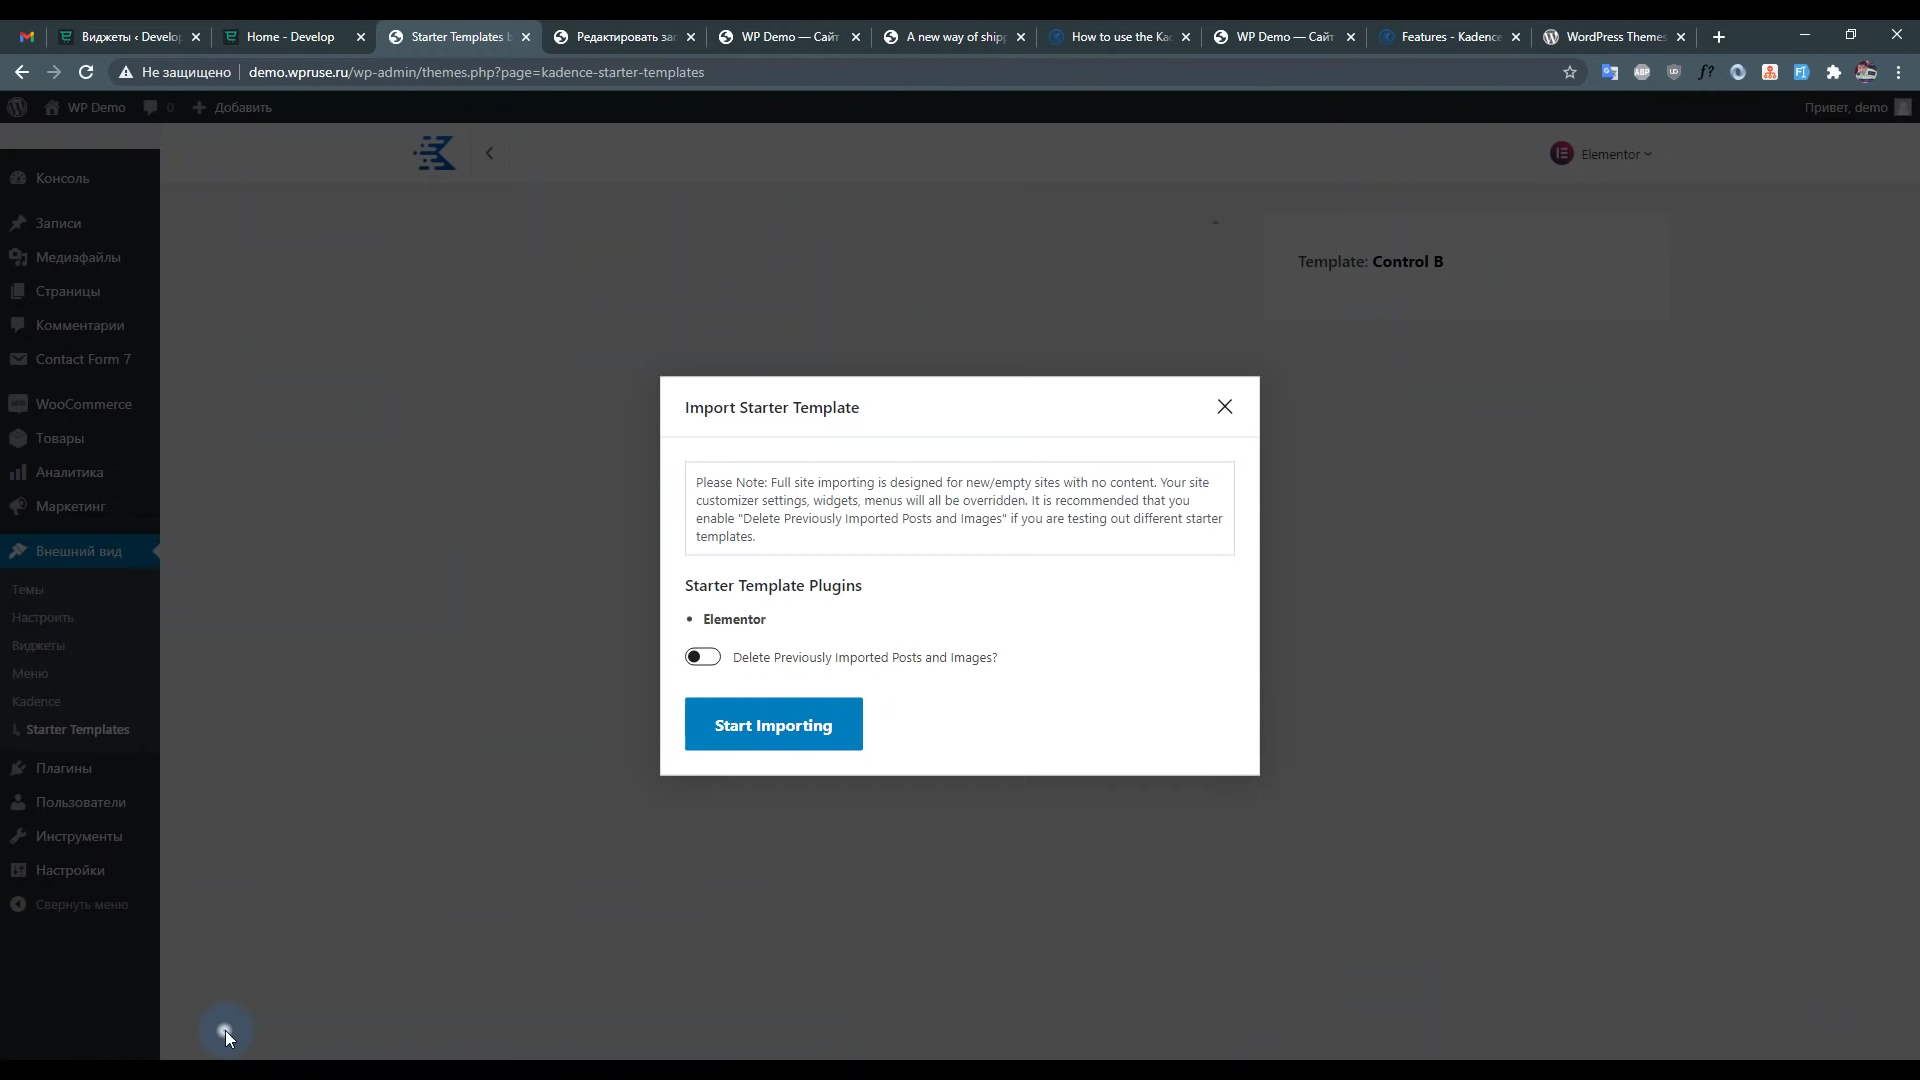 Виджеты ‹ Develop
Home - Develop
Starter Templates b
Редактировать за
WP Demo — Сайт
A new way of ship
How to use the Ka
WP Demo — Сайт
Features - Kadence
WordPress Themes
Не защищено
demo.wpruse.ru/wp-admin/themes.php?page=kadence-starter-templates
WP Demo
0
Добавить
Привет, demo
Elementor
Консоль
Записи
Медиафайлы
Страницы
Комментарии
Contact Form 7
WooCommerce
Товары
Аналитика
Маркетинг
Внешний вид
Темы
Настроить
Виджеты
Меню
Kadence
Starter Templates
Плагины
Пользователи
Инструменты
Настройки
Свернуть меню
Template: Control B
Import Starter Template
Please Note: Full site importing is designed for new/empty sites with no content. Your site
customizer settings, widgets, menus will all be overridden. It is recommended that you
enable "Delete Previously Imported Posts and Images" if you are testing out different starter
templates.
Starter Template Plugins
• Elementor
Delete Previously Imported Posts and Images?
Start Importing